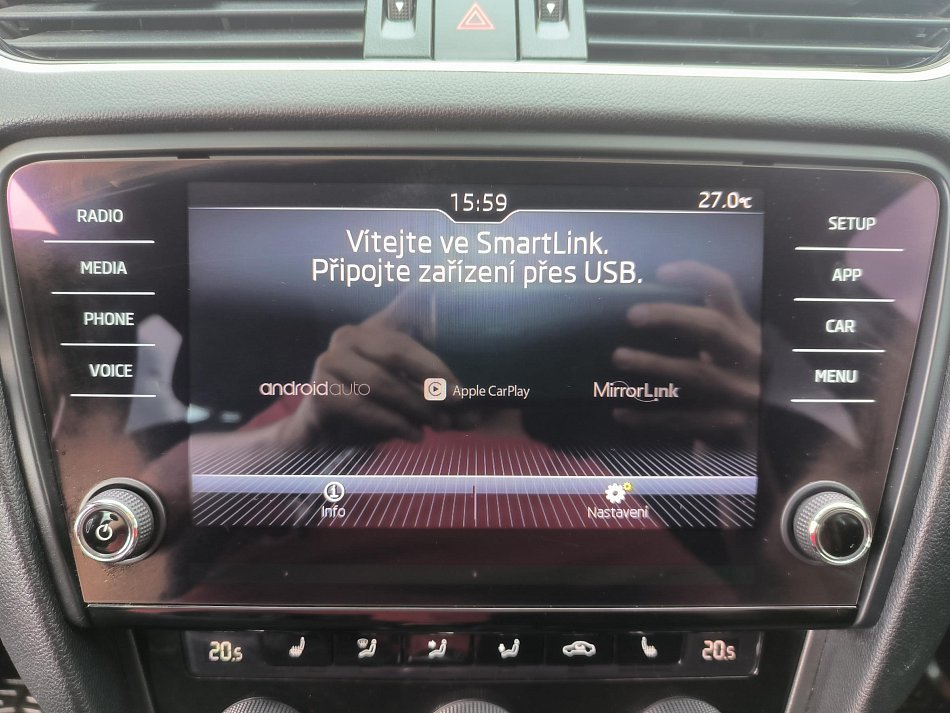 15:59
27.0°C
RADIO
MEDIA
PHONE
VOICE
Vítejte ve SmartLink.
Připojte zařízení přes USB.
androidauto
Apple CarPlay
MirrorLink
Info
Nastavení
SETUP
APP
CAR
MENU
20.5
20.5